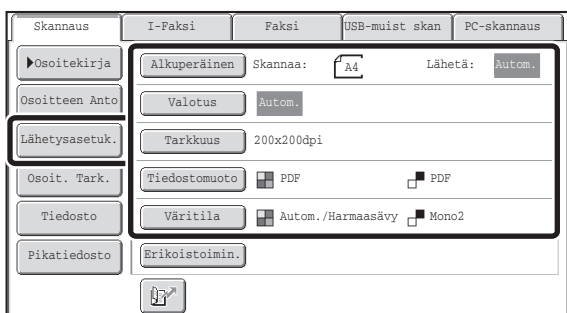 Skannaus I-Faksi Faksi USB-muist skan PC-skannaus
Osoitekirja Alkuperäinen Skannaa: A4 Lähetä: Autom.
Osoitteen Anto Valotus Autom.
Lähetysasetuk. Tarkkuus 200x200dpi
Osoit. Tark. Tiedostomuoto PDF PDF
Tiedosto Väritila Autom./Harmaasävy Mono2
Pikatiedosto Erikoistoimin.